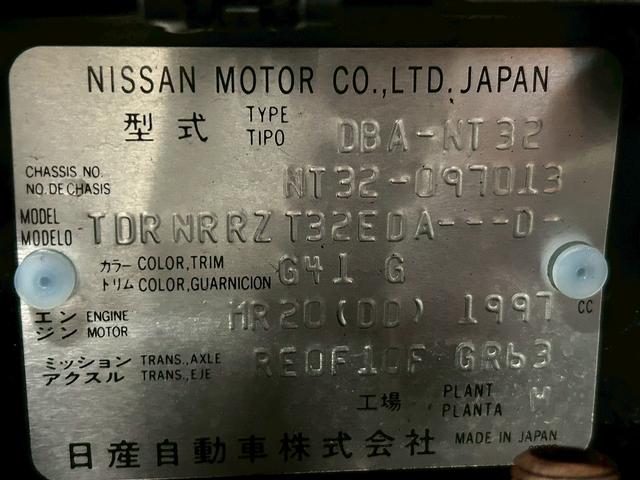 NISSAN MOTOR CO.,LTD. JAPAN
型式 TYPE TIPO DBA-NT32
CHASSIS NO. NO. DE CHASIS NT32-097013
MODEL MODELO TDRNRRZ T32EDA---D-
カラー COLOR,TRIM トリム COLOR,GUARNICION G41 G
エンジン ENGINE MOTOR MR20(DD) 1997 CC
ミッション TRANS.,AXLE アクスル TRANS.,EJE RE0F10F GR63
工場 PLANT PLANTA W
日産自動車株式会社 MADE IN JAPAN